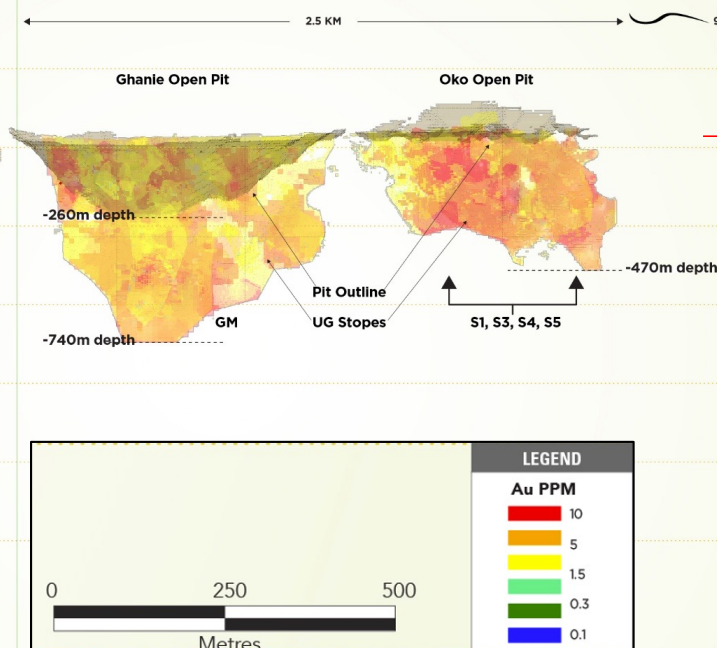 2.5 KM
Ghanie Open Pit
Oko Open Pit
-260m depth
-470m depth
Pit Outline
GM
UG Stopes
S1, S3, S4, S5
-740m depth
LEGEND
Au PPM
10
5
1.5
0.3
0.1
0 250 500
Metres